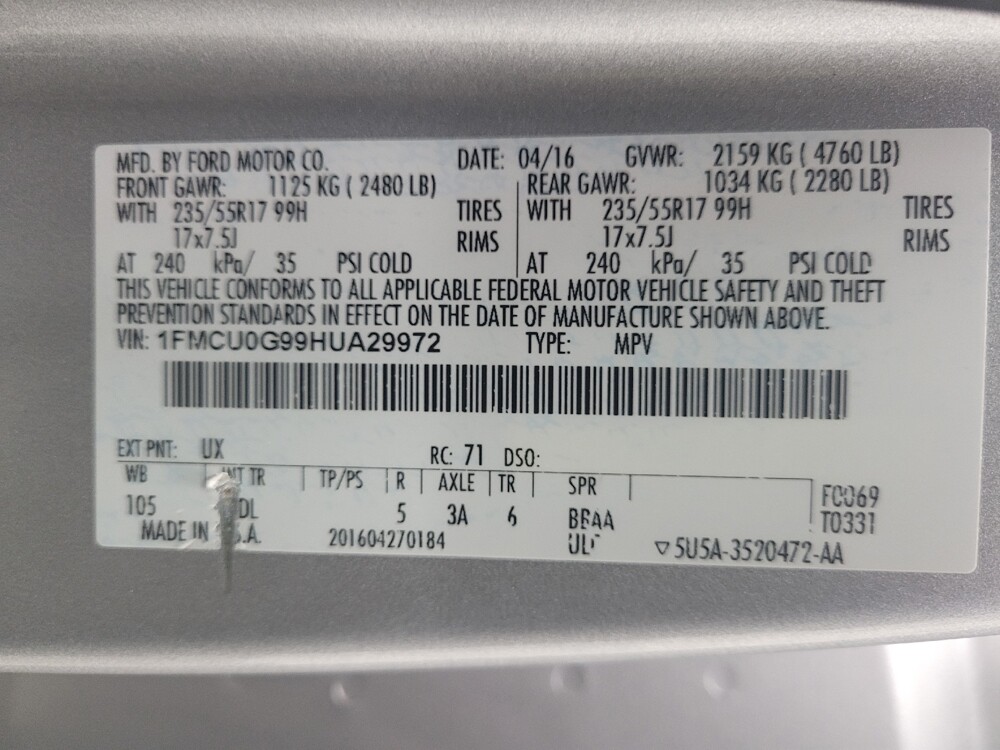 MFD. BY FORD MOTOR CO. DATE: 04/16 GVWR: 2159 KG ( 4760 LB)
FRONT GAWR: 1125 KG ( 2480 LB) REAR GAWR: 1034 KG ( 2280 LB)
WITH 235/55R17 99H TIRES WITH 235/55R17 99H TIRES
17x7.5J RIMS 17x7.5J RIMS
AT 240 kPa/ 35 PSI COLD AT 240 kPa/ 35 PSI COLD
THIS VEHICLE CONFORMS TO ALL APPLICABLE FEDERAL MOTOR VEHICLE SAFETY AND THEFT
PREVENTION STANDARDS IN EFFECT ON THE DATE OF MANUFACTURE SHOWN ABOVE.
VIN: 1FMCU0G99HUA29972 TYPE: MPV
EXT PNT: UX RC: 71 DSO:
WB INT TR TP/PS R AXLE TR SPR
105 5 3A 6 F0069
MADE IN U.S.A. 201604270184 T0331
5U5A-3520472-AA